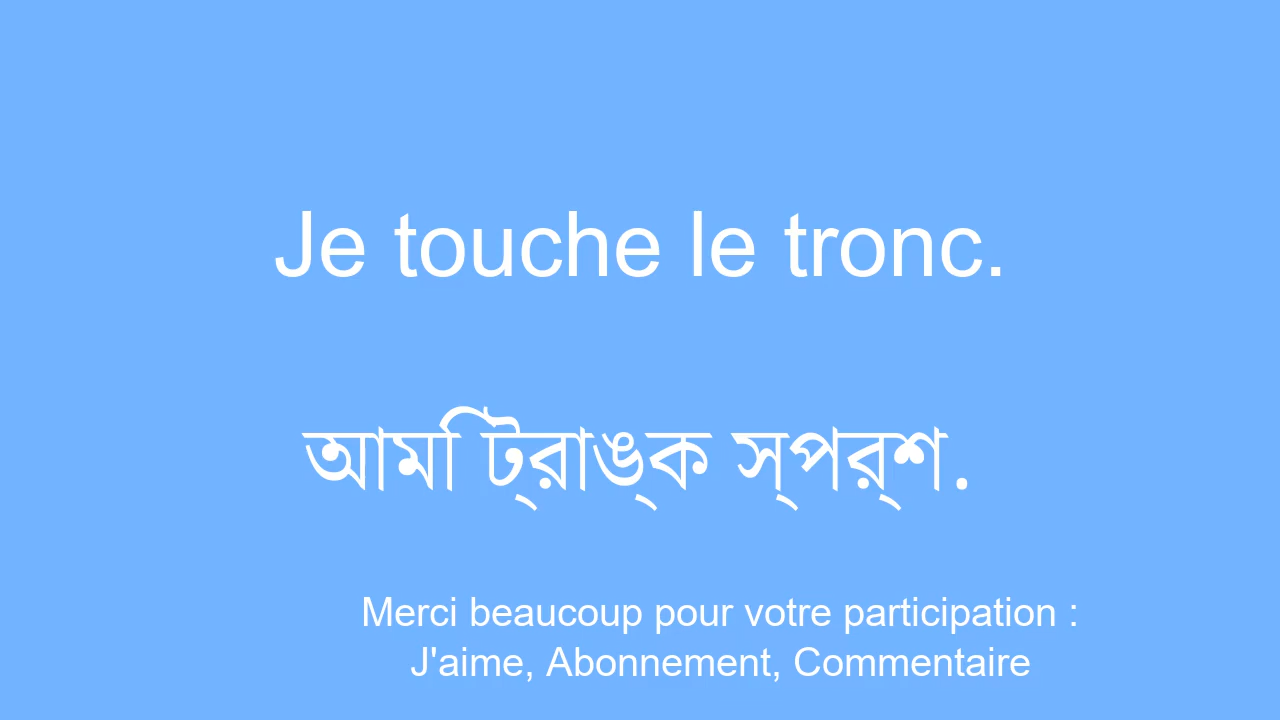 Je touche le tronc.
আমি ট্রাঙ্ক স্পর্শ.
Merci beaucoup pour votre participation :
J'aime, Abonnement, Commentaire